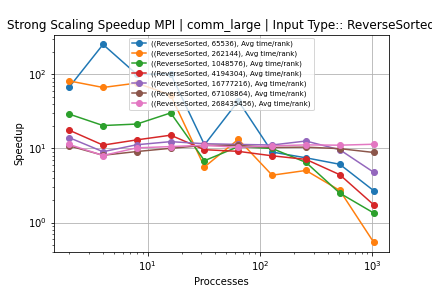 Strong Scaling Speedup MPI | comm_large | Input Type:: ReverseSorted
((ReverseSorted, 65536), Avg time/rank)
((ReverseSorted, 262144), Avg time/rank)
((ReverseSorted, 1048576), Avg time/rank)
((ReverseSorted, 4194304), Avg time/rank)
((ReverseSorted, 16777216), Avg time/rank)
((ReverseSorted, 67108864), Avg time/rank)
((ReverseSorted, 268435456), Avg time/rank)
Speedup
10²
10¹
10⁰
10¹ 10² 10³
Proccesses